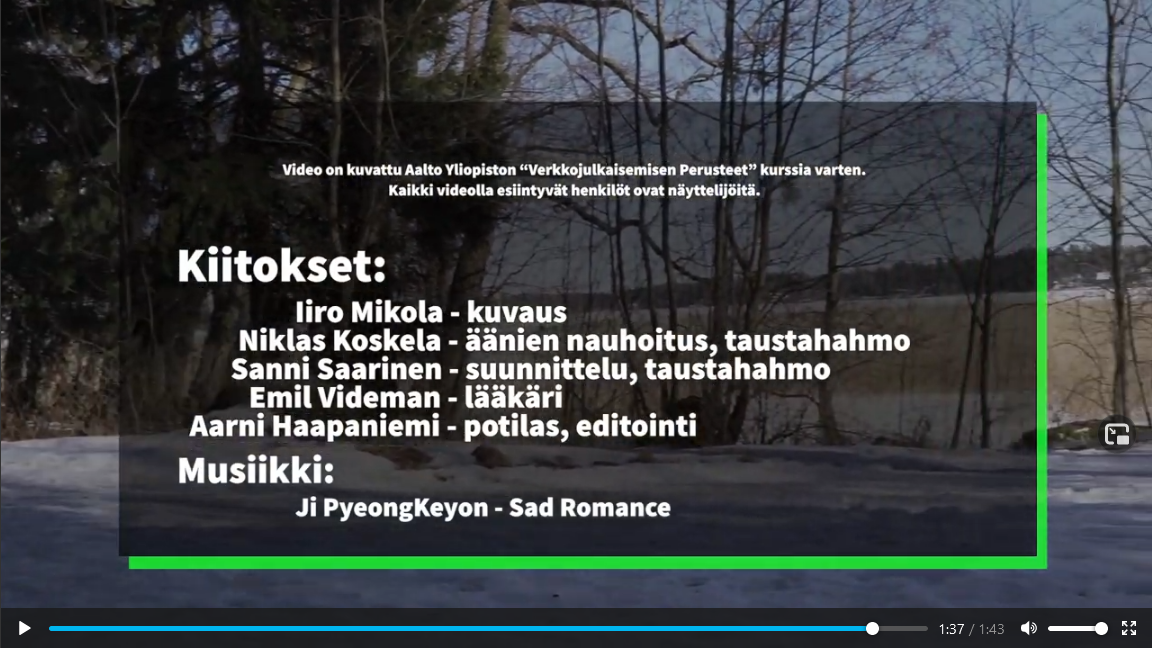 Video on kuvattu Aalto Yliopiston “Verkkojulkaisemisen Perusteet” kurssia varten.
Kaikki videolla esiintyvät henkilöt ovat näyttelijöitä.
Kiitokset:
Iiro Mikola - kuvaus
Niklas Koskela - äänien nauhoitus, taustahahmo
Sanni Saarinen - suunnittelu, taustahahmo
Emil Videman - lääkäri
Aarni Haapaniemi - potilas, editointi
Musiikki:
Ji PyeongKeyon - Sad Romance
1:37 / 1:43